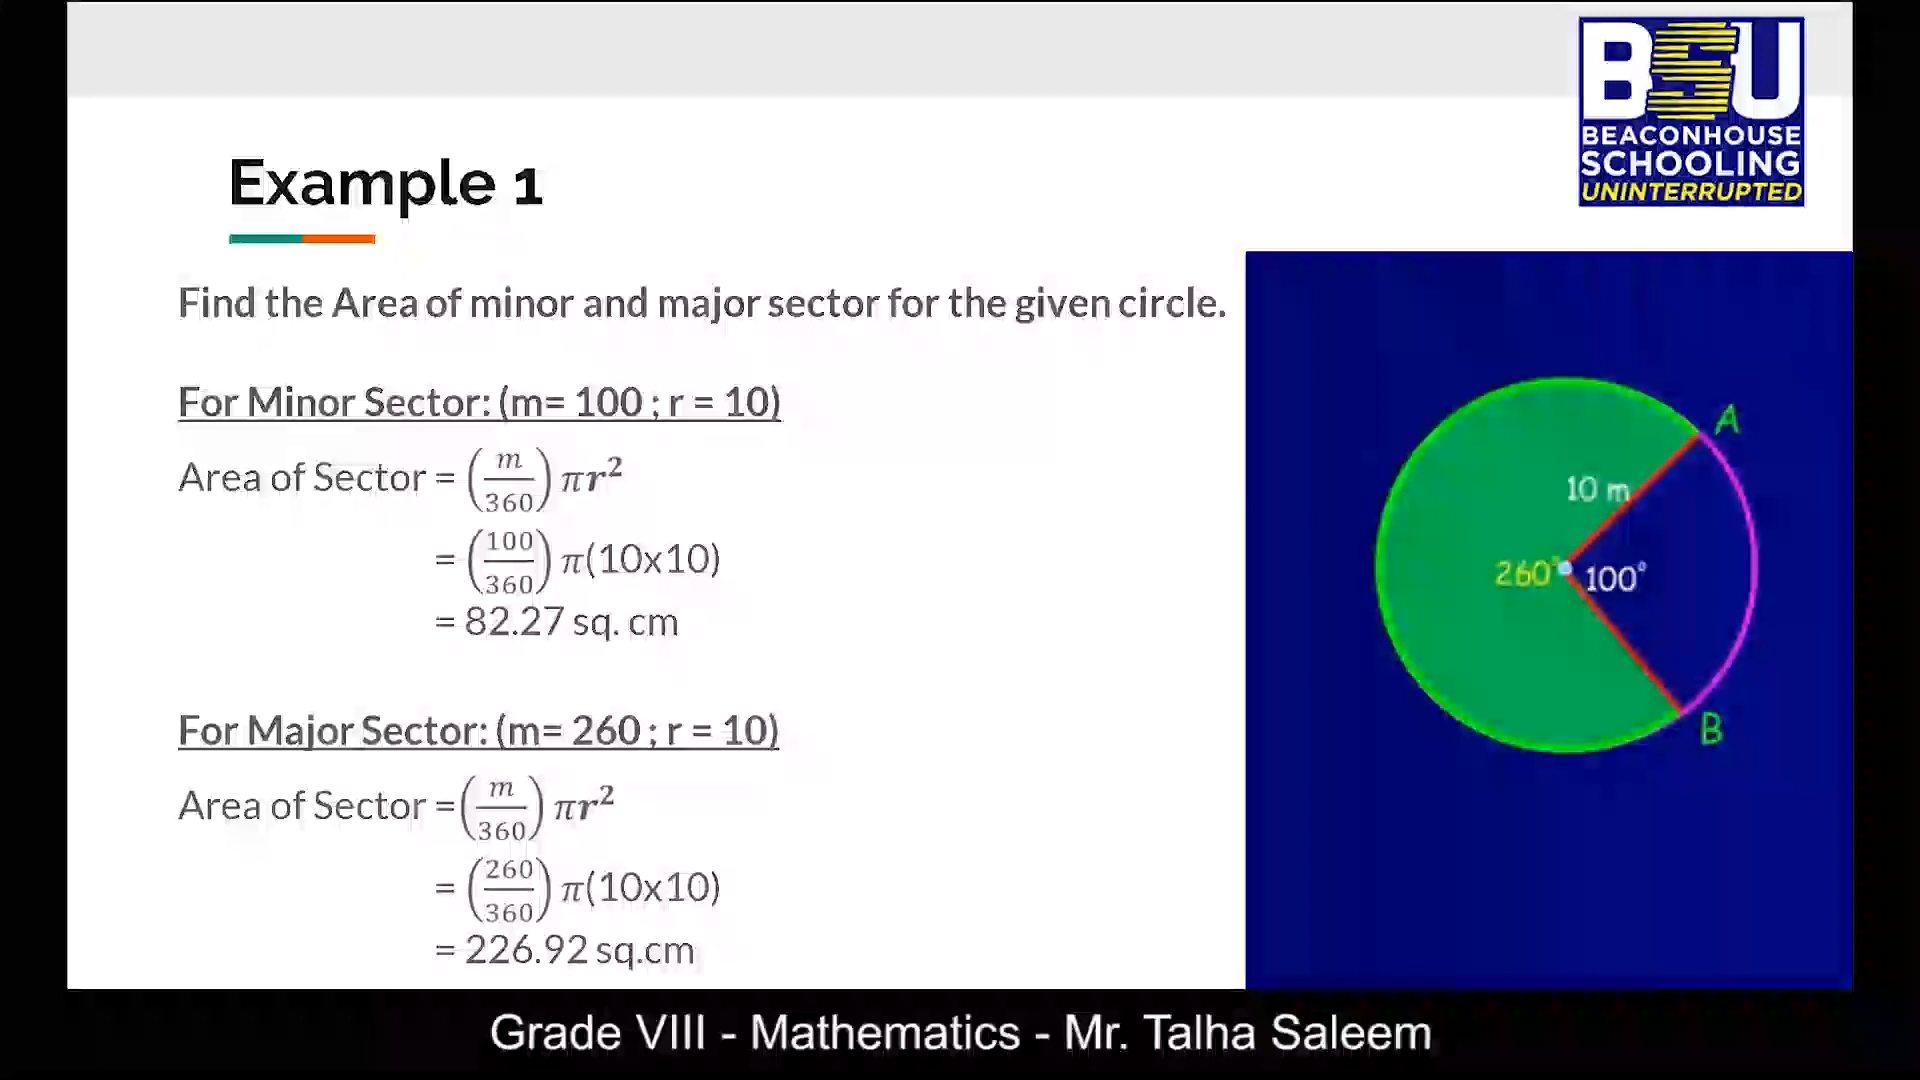 BSU
BEACONHOUSE
SCHOOLING
UNINTERRUPTED
Example 1
Find the Area of minor and major sector for the given circle.
For Minor Sector: (m= 100 ; r = 10)
Area of Sector = (m/360) πr²
= (100/360) π(10x10)
= 82.27 sq. cm
For Major Sector: (m= 260 ; r = 10)
Area of Sector =(m/360) πr²
= (260/360) π(10x10)
= 226.92 sq.cm
A
10 m
260° 100°
B
Grade VIII - Mathematics - Mr. Talha Saleem